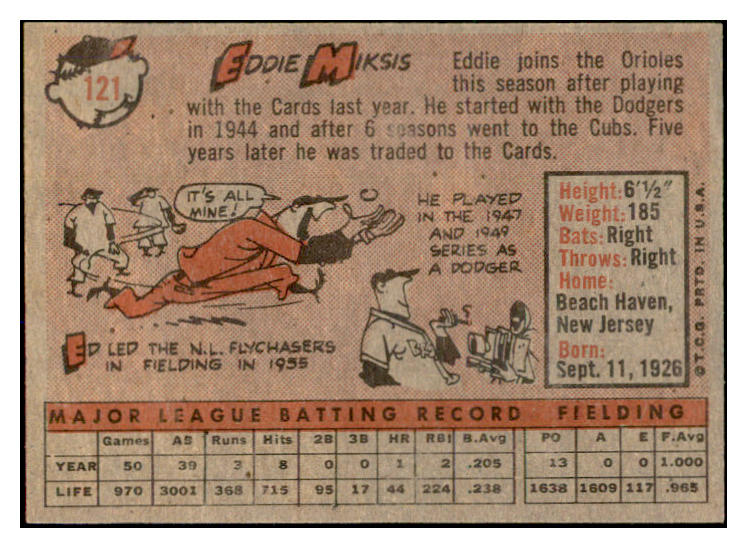 121
EDDIE MIKSIS
Eddie joins the Orioles
this season after playing
with the Cards last year. He started with the Dodgers
in 1944 and after 6 seasons went to the Cubs. Five
years later he was traded to the Cards.
IT'S ALL
MINE!
HE PLAYED
IN THE 1947
AND 1949
SERIES AS
A DODGER
ED LED THE N.L. FLYCHASERS
IN FIELDING IN 1955
Height: 6'½"
Weight: 185
Bats: Right
Throws: Right
Home:
Beach Haven,
New Jersey
Born:
Sept. 11, 1926
©T.C.G. PRTD. IN U.S.A.
MAJOR LEAGUE BATTING RECORD FIELDING
Games AB Runs Hits 2B 3B HR RBI B.Avg PO A E F.Avg
YEAR 50 39 3 8 0 0 1 2 .205 13 0 0 1.000
LIFE 970 3001 368 715 95 17 44 224 .238 1638 1609 117 .965